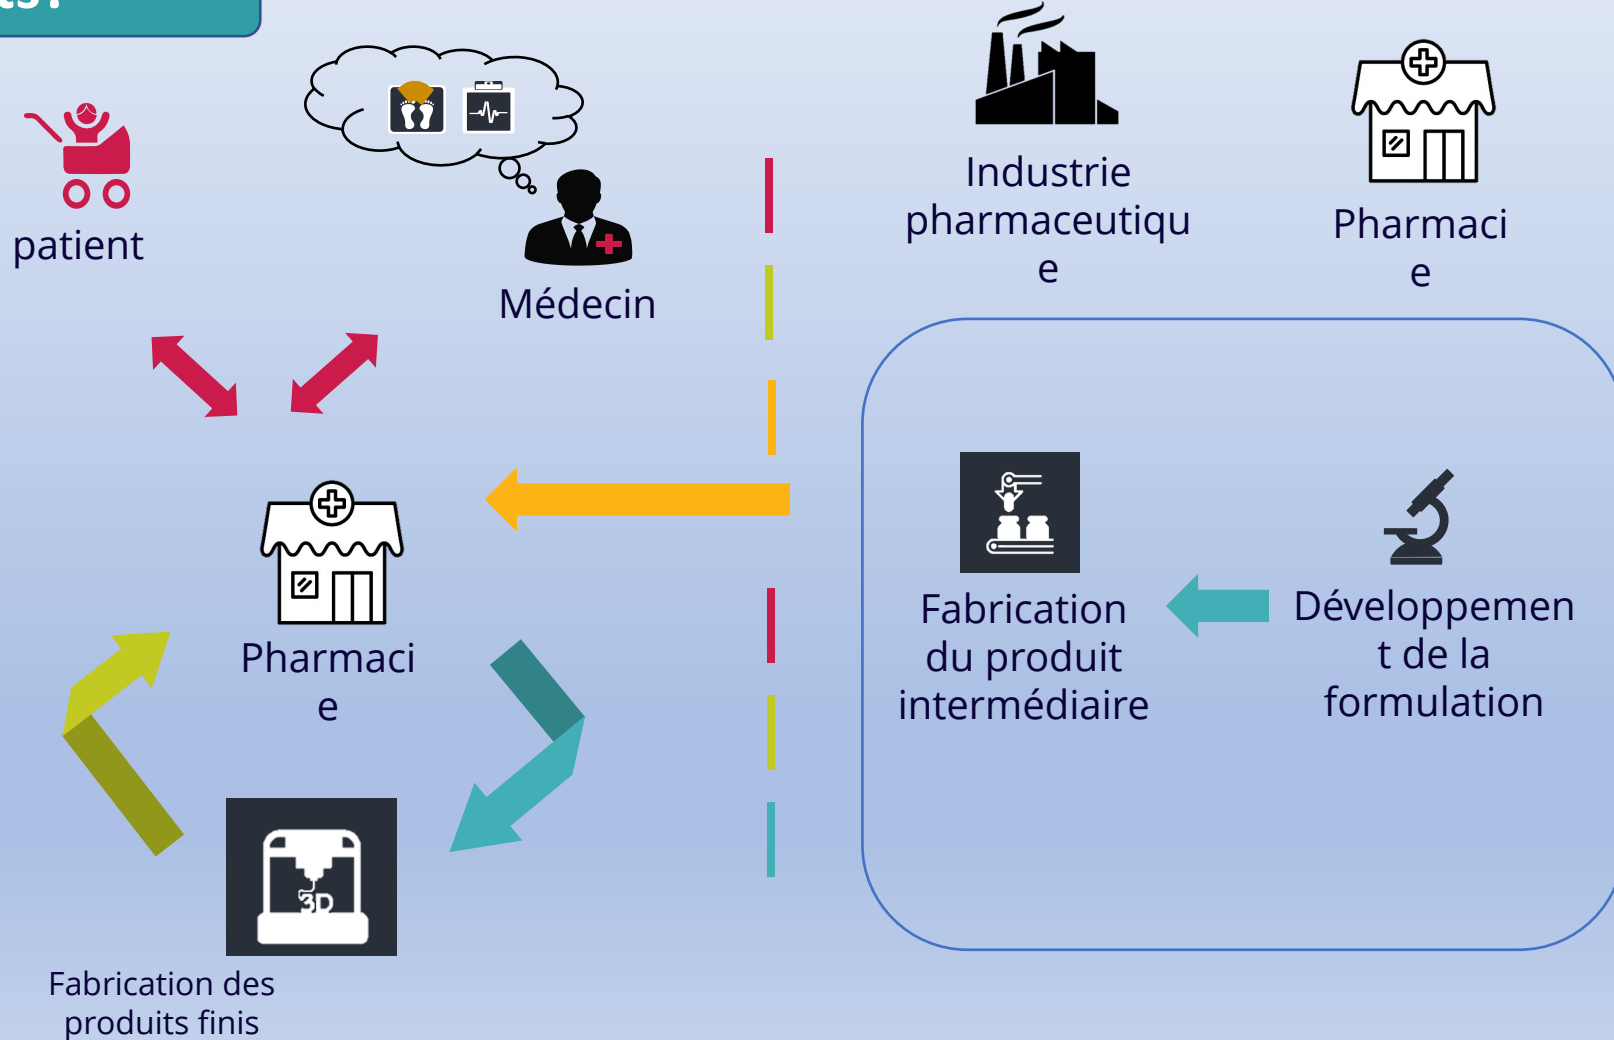 ts?
patient
Médecin
Industrie
pharmaceutiqu
e
Pharmaci
e
Pharmaci
e
Fabrication
du produit
intermédiaire
Développemen
t de la
formulation
3D
Fabrication des
produits finis